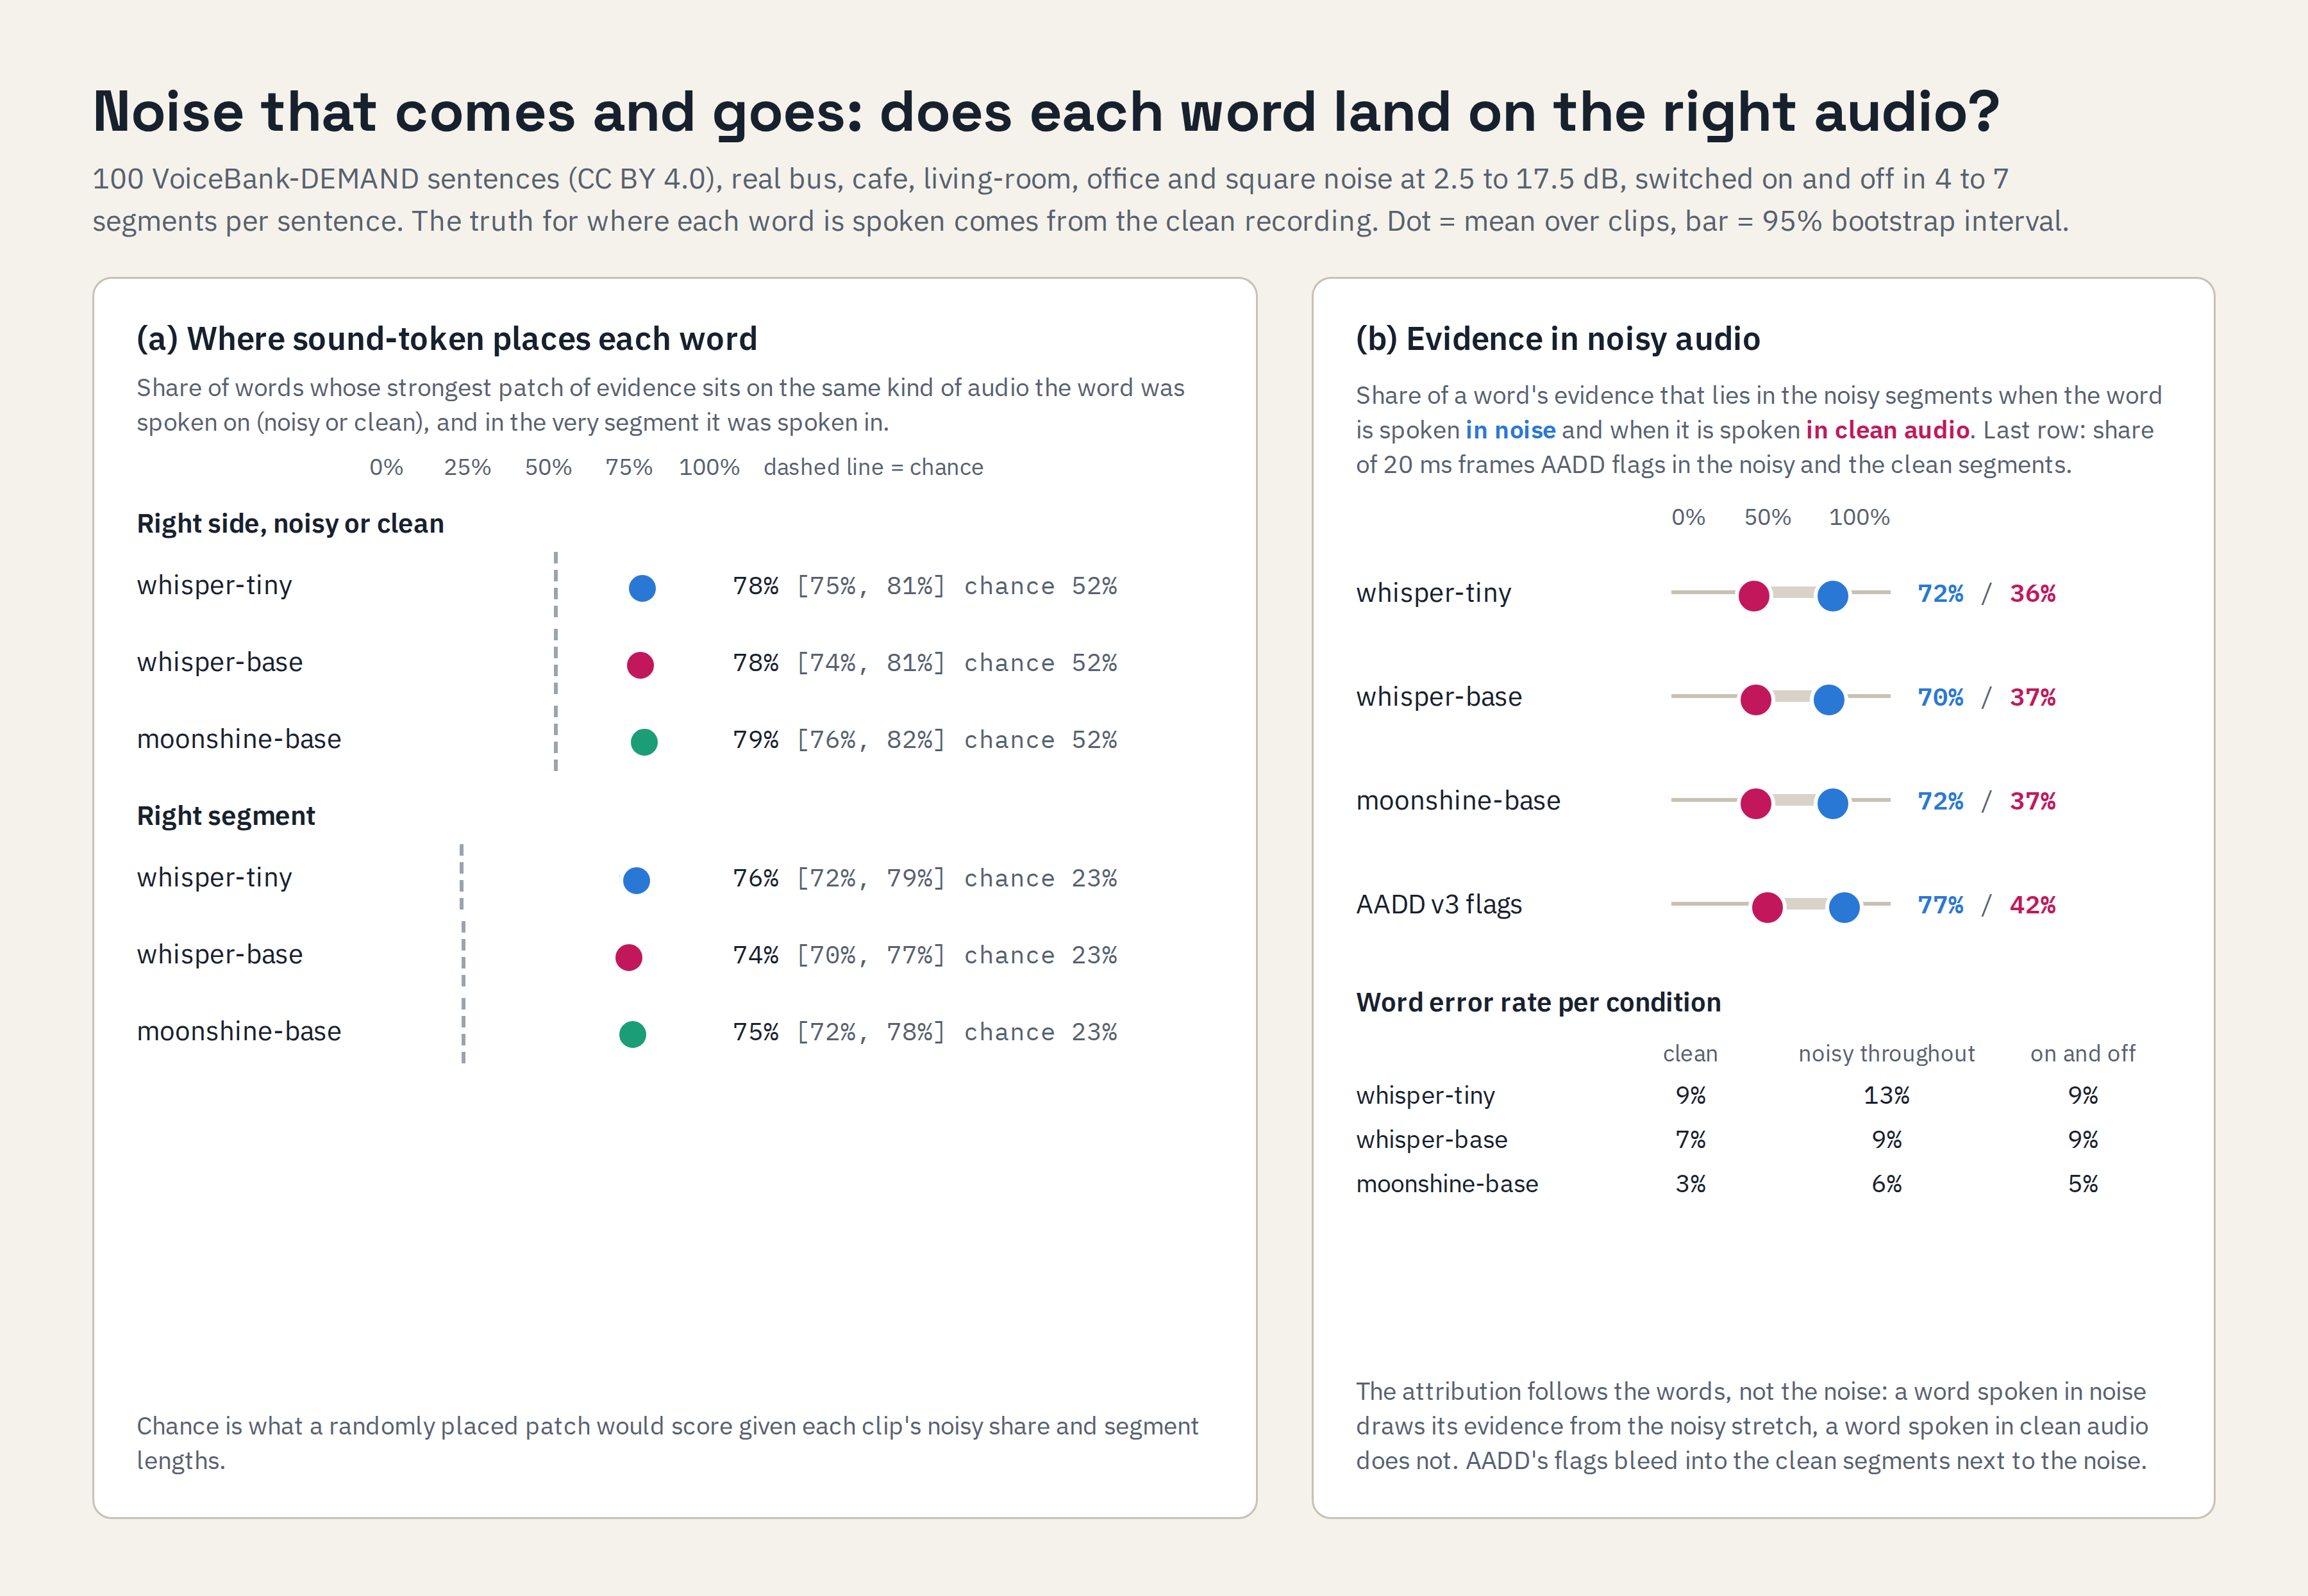 Noise that comes and goes: does each word land on the right audio?
100 VoiceBank-DEMAND sentences (CC BY 4.0), real bus, cafe, living-room, office and square noise at 2.5 to 17.5 dB, switched on and off in 4 to 7
segments per sentence. The truth for where each word is spoken comes from the clean recording. Dot = mean over clips, bar = 95% bootstrap interval.
(a) Where sound-token places each word
Share of words whose strongest patch of evidence sits on the same kind of audio the word was
spoken on (noisy or clean), and in the very segment it was spoken in.
0% 25% 50% 75% 100% dashed line = chance
Right side, noisy or clean
whisper-tiny 78% [75%, 81%] chance 52%
whisper-base 78% [74%, 81%] chance 52%
moonshine-base 79% [76%, 82%] chance 52%
Right segment
whisper-tiny 76% [72%, 79%] chance 23%
whisper-base 74% [70%, 77%] chance 23%
moonshine-base 75% [72%, 78%] chance 23%
Chance is what a randomly placed patch would score given each clip's noisy share and segment
lengths.
(b) Evidence in noisy audio
Share of a word's evidence that lies in the noisy segments when the word
is spoken in noise and when it is spoken in clean audio. Last row: share
of 20 ms frames AADD flags in the noisy and the clean segments.
0% 50% 100%
whisper-tiny 72% / 36%
whisper-base 70% / 37%
moonshine-base 72% / 37%
AADD v3 flags 77% / 42%
Word error rate per condition
clean noisy throughout on and off
whisper-tiny 9% 13% 9%
whisper-base 7% 9% 9%
moonshine-base 3% 6% 5%
The attribution follows the words, not the noise: a word spoken in noise
draws its evidence from the noisy stretch, a word spoken in clean audio
does not. AADD's flags bleed into the clean segments next to the noise.